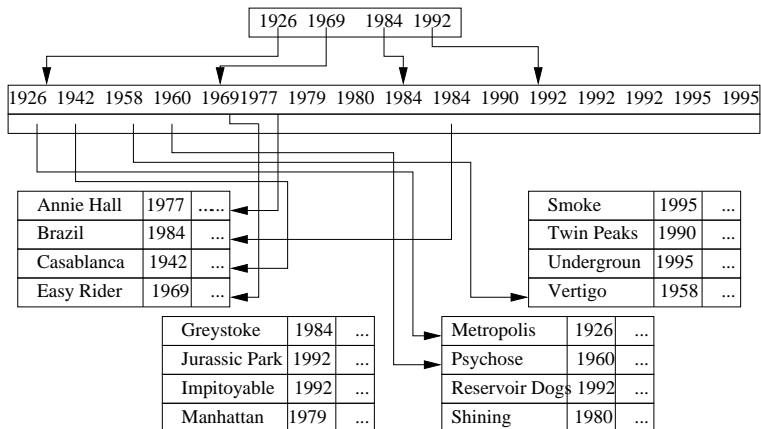 1926 1969 1984 1992
1926 1942 1958 1960 1969 1977 1979 1980 1984 1984 1990 1992 1992 1992 1995 1995
Annie Hall 1977 ......
Brazil 1984 ...
Casablanca 1942 ...
Easy Rider 1969 ...
Smoke 1995 ...
Twin Peaks 1990 ...
Undergroun 1995 ...
Vertigo 1958 ...
Greystoke 1984 ...
Jurassic Park 1992 ...
Impitoyable 1992 ...
Manhattan 1979 ...
Metropolis 1926 ...
Psychose 1960 ...
Reservoir Dogs 1992 ...
Shining 1980 ...